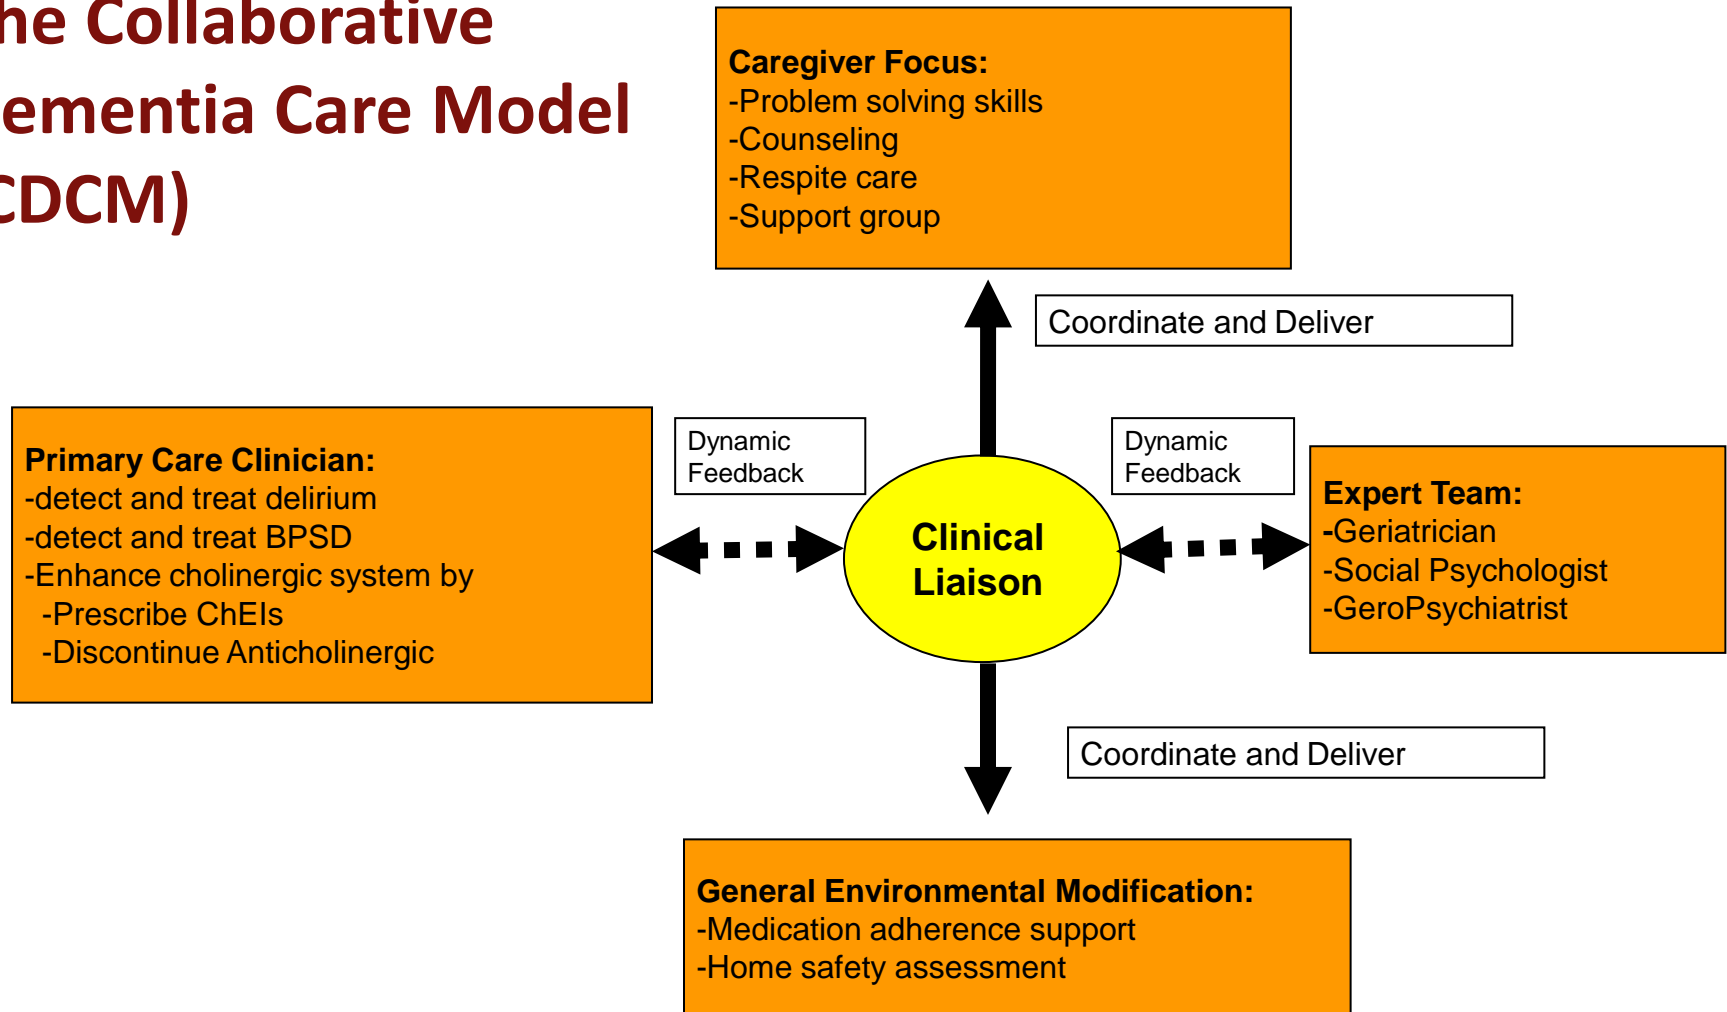 he Collaborative
ementia Care Model
CDCM)
Caregiver Focus:
-Problem solving skills
-Counseling
-Respite care
-Support group
Coordinate and Deliver
Primary Care Clinician:
-detect and treat delirium
-detect and treat BPSD
-Enhance cholinergic system by
-Prescribe ChEIs
-Discontinue Anticholinergic
Dynamic
Feedback
Clinical
Liaison
Dynamic
Feedback
Expert Team:
-Geriatrician
-Social Psychologist
-GeroPsychiatrist
Coordinate and Deliver
General Environmental Modification:
-Medication adherence support
-Home safety assessment